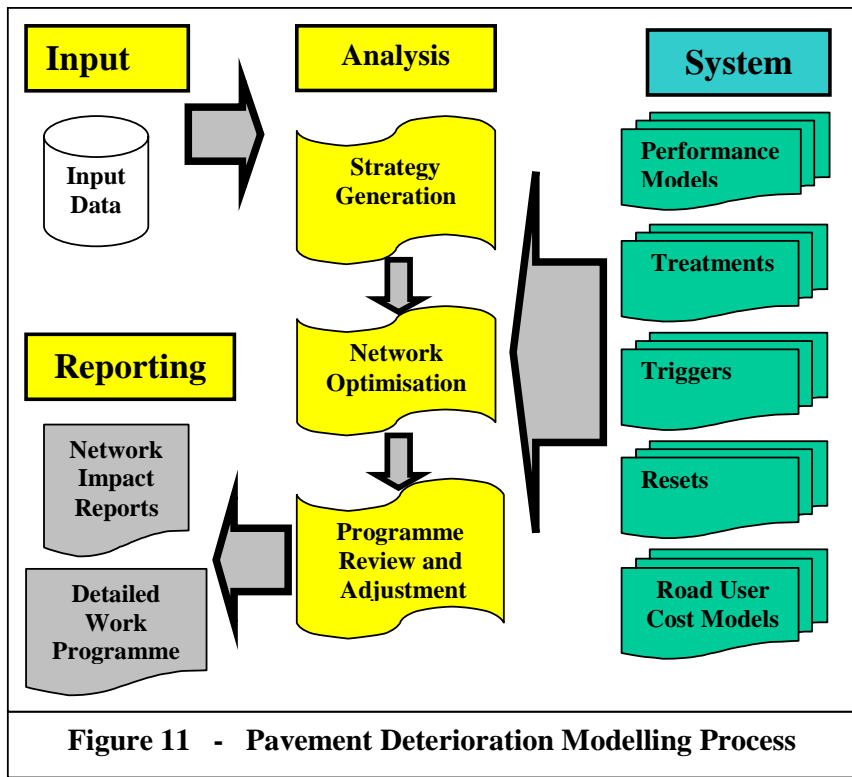 Input
Input
Data
Analysis
Strategy
Generation
Network
Optimisation
Programme
Review and
Adjustment
Reporting
Network
Impact
Reports
Detailed
Work
Programme
System
Performance
Models
Treatments
Triggers
Resets
Road User
Cost Models
Figure 11 - Pavement Deterioration Modelling Process